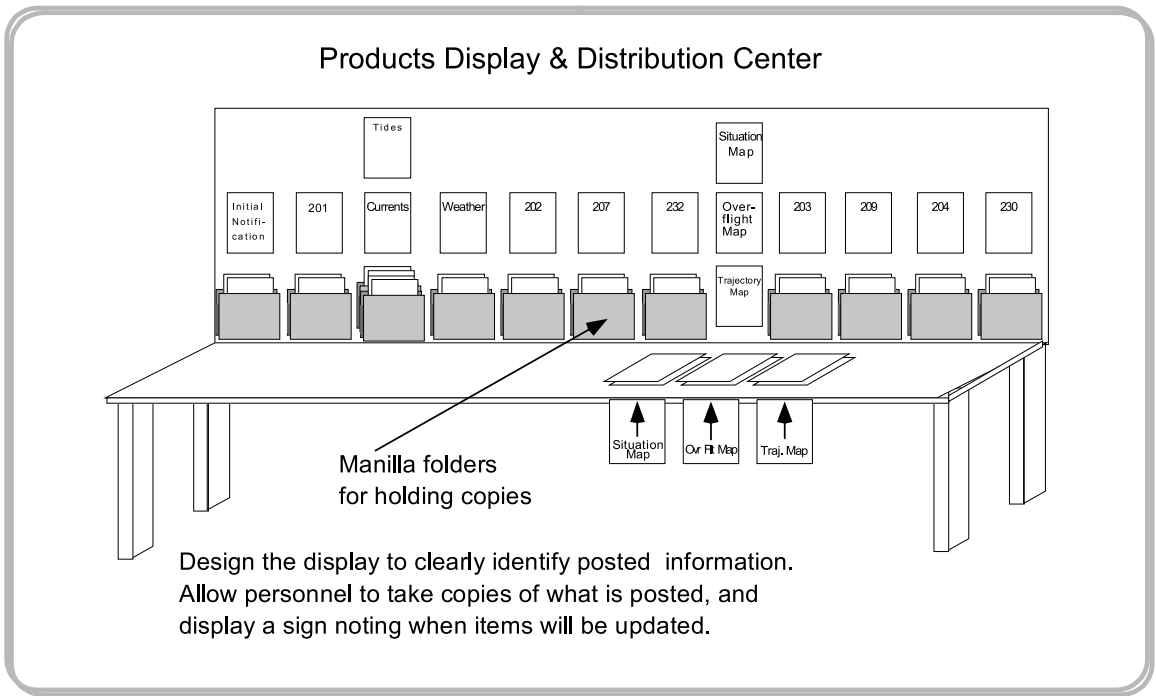 Products Display & Distribution Center
Tides
Situation
Map
Initial
Notifi-
cation
201
Currents
Weather
202
207
232
Over-
flight
Map
203
209
204
230
Trajectory
Map
Situation
Map
Ovr Flt Map
Traj. Map
Manilla folders
for holding copies
Design the display to clearly identify posted information.
Allow personnel to take copies of what is posted, and
display a sign noting when items will be updated.